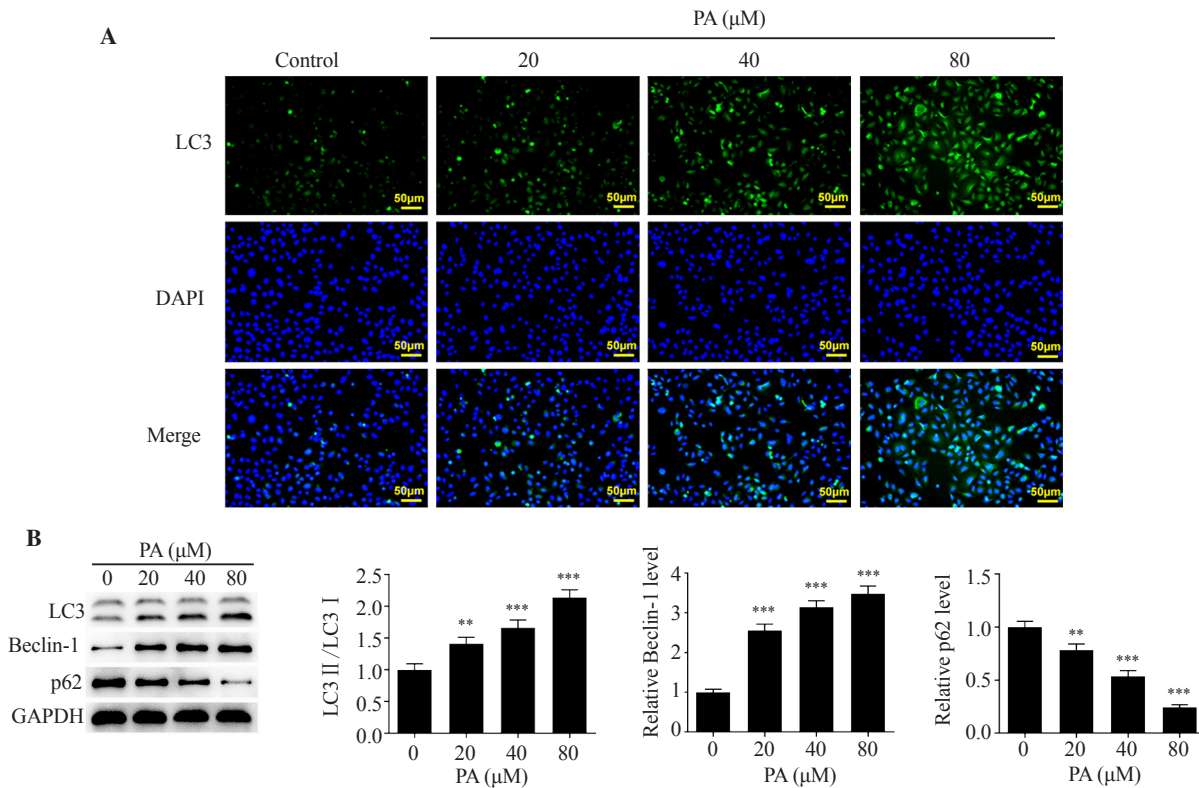 A
PA (μM)
Control 20 40 80
LC3
50μm 50μm 50μm 50μm
DAPI
50μm 50μm 50μm 50μm
Merge
50μm 50μm 50μm 50μm
B
PA (μM)
0 20 40 80
LC3
Beclin-1
p62
GAPDH
LC3 II/LC3 I
2.5
2.0
1.5
1.0
0.5
0.0
** *** ***
0 20 40 80
PA (μM)
Relative Beclin-1 level
4
3
2
1
0
*** *** ***
0 20 40 80
PA (μM)
Relative p62 level
1.5
1.0
0.5
0.0
** *** ***
0 20 40 80
PA (μM)